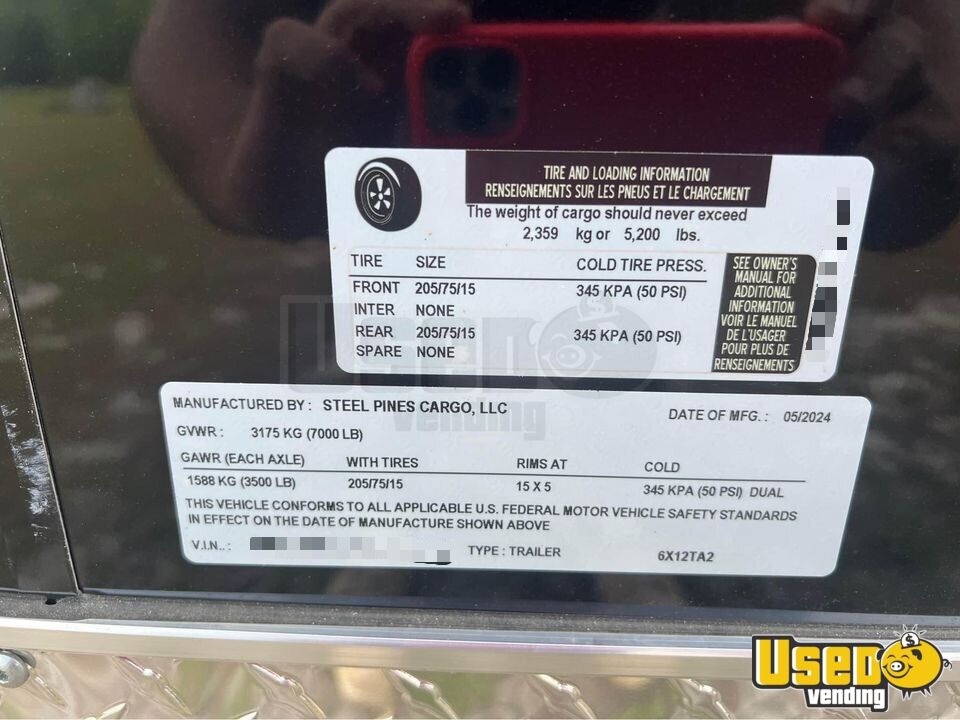 TIRE AND LOADING INFORMATION
RENSEIGNEMENTS SUR LES PNEUS ET LE CHARGEMENT
The weight of cargo should never exceed
2,359 kg or 5,200 lbs.
TIRE SIZE COLD TIRE PRESS.
FRONT 205/75/15 345 KPA (50 PSI)
INTER NONE
REAR 205/75/15 345 KPA (50 PSI)
SPARE NONE
SEE OWNER'S
MANUAL FOR
ADDITIONAL
INFORMATION
VOIR LE MANUEL
DE L'USAGER
POUR PLUS DE
RENSEIGNEMENTS
USED
Vending
MANUFACTURED BY : STEEL PINES CARGO, LLC DATE OF MFG. : 05/2024
GVWR : 3175 KG (7000 LB)
GAWR (EACH AXLE) WITH TIRES RIMS AT COLD
1588 KG (3500 LB) 205/75/15 15 X 5 345 KPA (50 PSI) DUAL
THIS VEHICLE CONFORMS TO ALL APPLICABLE U.S. FEDERAL MOTOR VEHICLE SAFETY STANDARDS
IN EFFECT ON THE DATE OF MANUFACTURE SHOWN ABOVE
V.I.N..: TYPE : TRAILER 6X12TA2
USED
Vending